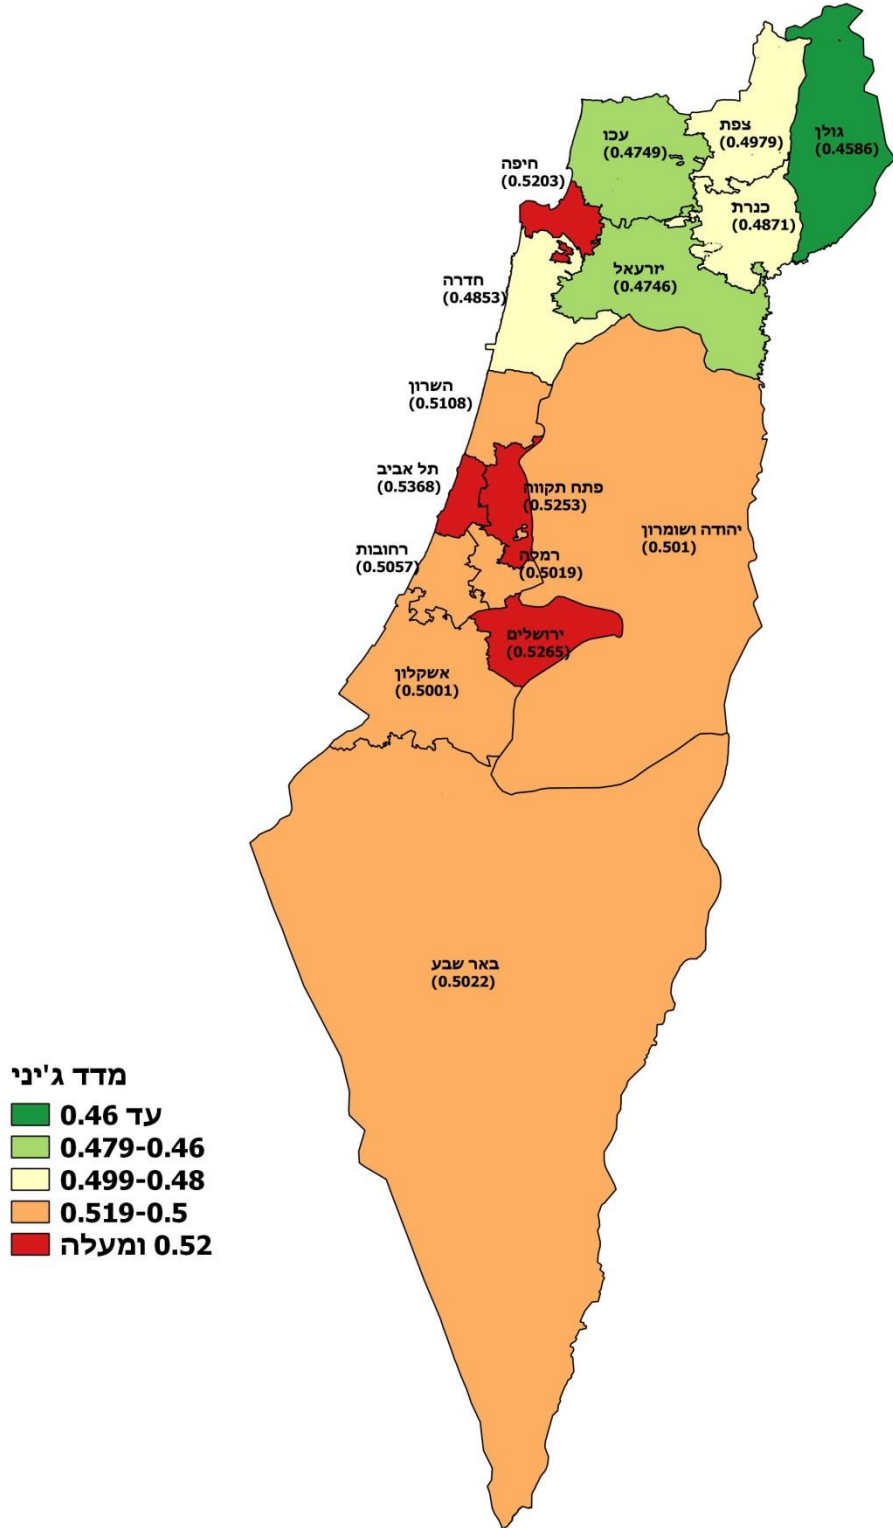 גולן
(0.4586)
צפת
(0.4979)
עכו
(0.4749)
חיפה
(0.5203)
כנרת
(0.4871)
יזרעאל
(0.4746)
חדרה
(0.4853)
השרון
(0.5108)
תל אביב
(0.5368)
פתח תקווה
(0.5253)
יהודה ושומרון
(0.501)
רחובות
(0.5057)
רמלה
(0.5019)
ירושלים
(0.5265)
אשקלון
(0.5001)
באר שבע
(0.5022)
מדד ג'יני
עד 0.46
0.479-0.46
0.499-0.48
0.519-0.5
0.52 ומעלה